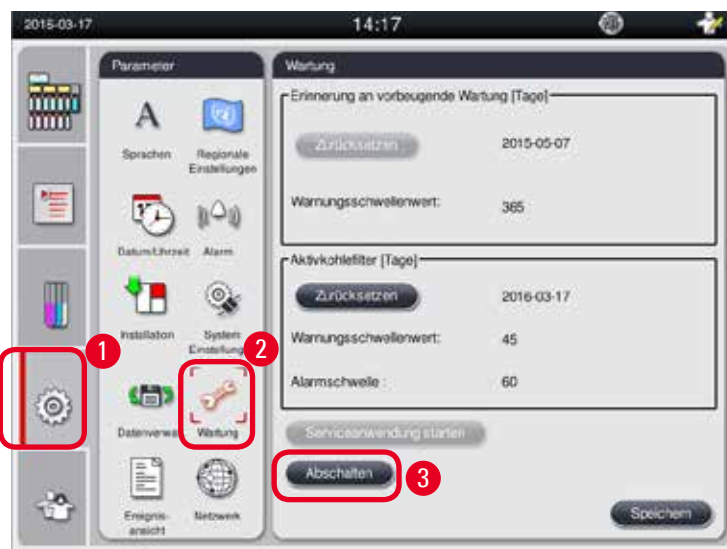 2015-03-17
14:17
Parameter
Sprachen
Regionale
Einstellungen
Datum/Uhrzeit
Alarm
Installation
System
Datenverwa
Wartung
Ereignis-
ansicht
Netzwerk
1
2
Wartung
Erinnerung an vorbeugende Wartung [Tage]
Zurücksetzen
2015-05-07
Warnungsschwellenwert:
365
Aktivkohlefilter [Tage]
Zurücksetzen
2016-03-17
Warnungsschwellenwert:
45
Alarmschwelle :
60
Serviceanwendung starten
Abschalten
3
Speichern